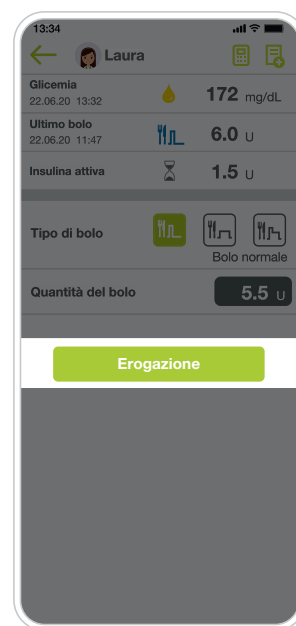 13:34
Laura
Glicemia
22.06.20 13:32
172 mg/dL
Ultimo bolo
22.06.20 11:47
6.0 U
Insulina attiva
1.5 U
Tipo di bolo
Bolo normale
Quantità del bolo
5.5 U
Erogazione